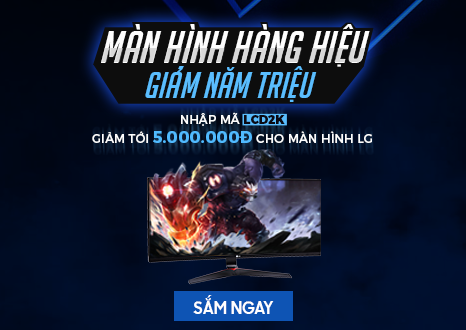 MÀN HÌNH HÀNG HIỆU
GIẢM NĂM TRIỆU
NHẬP MÃ LCD2K
GIẢM TỚI 5.000.000Đ CHO MÀN HÌNH LG
SẮM NGAY